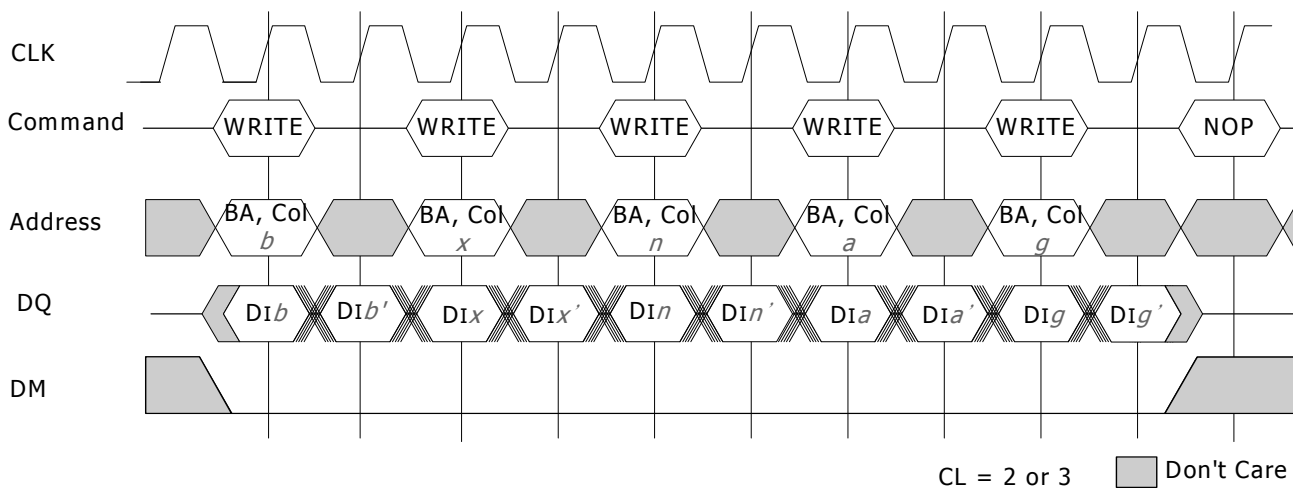 CLK
Command WRITE WRITE WRITE WRITE WRITE NOP
Address BA, Col BA, Col BA, Col BA, Col BA, Col
b x n a g
DQ DIb DIb' DIx DIx’ DIn DIn’ DIa DIa’ DIg DIg’
DM
CL = 2 or 3 Don't Care